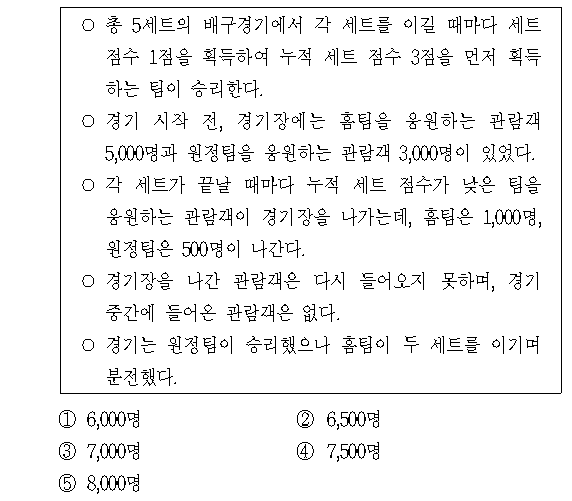 ○ 총 5세트의 배구경기에서 각 세트를 이길 때마다 세트
점수 1점을 획득하여 누적 세트 점수 3점을 먼저 획득
하는 팀이 승리한다.
○ 경기 시작 전, 경기장에는 홈팀을 응원하는 관람객
5,000명과 원정팀을 응원하는 관람객 3,000명이 있었다.
○ 각 세트가 끝날 때마다 누적 세트 점수가 낮은 팀을
응원하는 관람객이 경기장을 나가는데, 홈팀은 1,000명,
원정팀은 500명이 나간다.
○ 경기장을 나간 관람객은 다시 들어오지 못하며, 경기
중간에 들어온 관람객은 없다.
○ 경기는 원정팀이 승리했으나 홈팀이 두 세트를 이기며
분전했다.
① 6,000명 ② 6,500명
③ 7,000명 ④ 7,500명
⑤ 8,000명